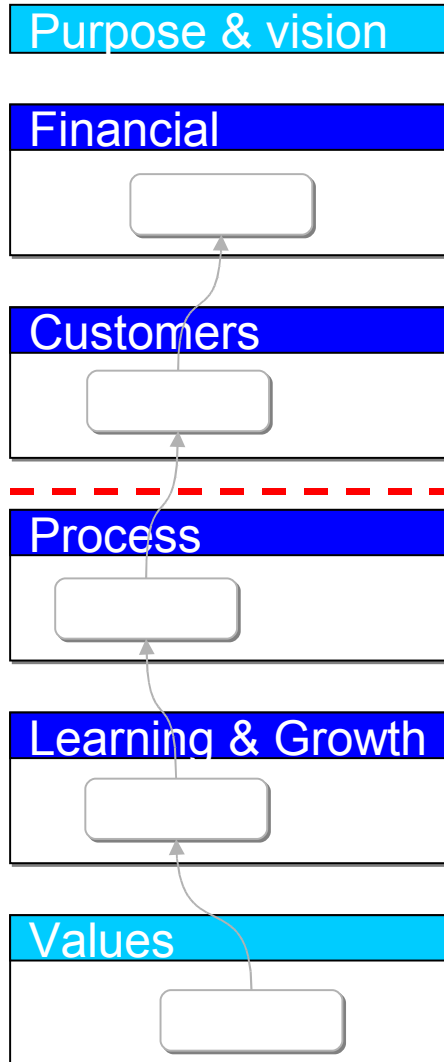 Purpose & vision
Financial
Customers
Process
Learning & Growth
Values